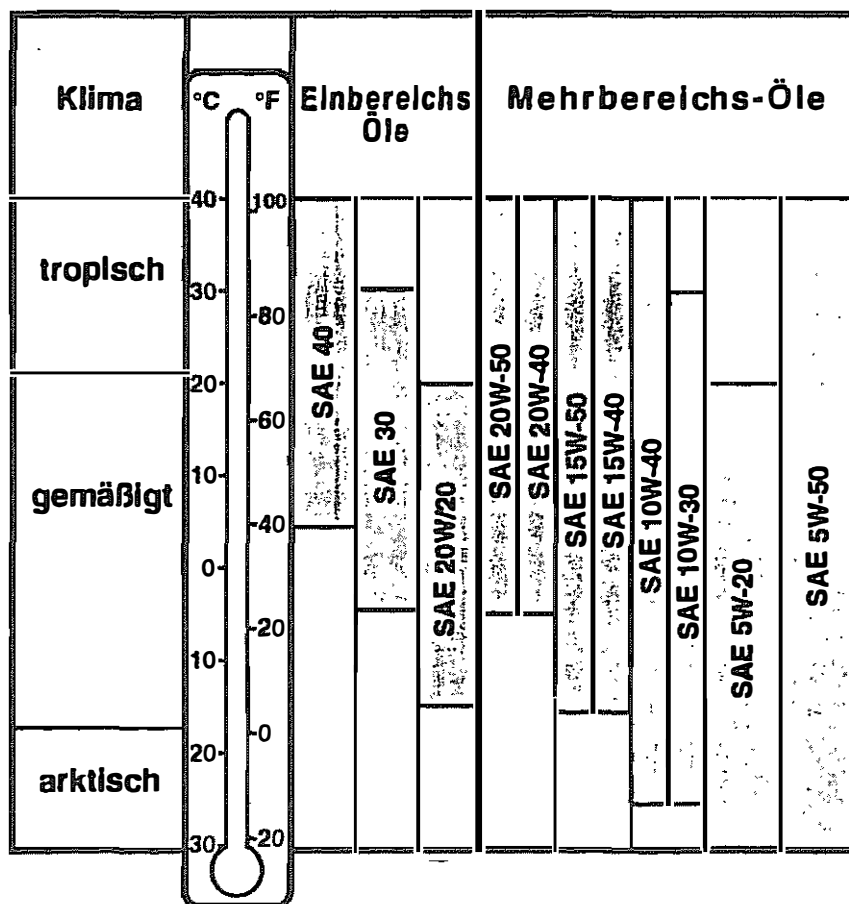 Klima
°C °F
Einbereichs
Öle
Mehrbereichs-Öle
40 100
tropisch
30
80
20
60
10
gemäßigt
40
0
20
10
0
20
arktisch
30 20
SAE 40
SAE 30
SAE 20W/20
SAE 20W-50
SAE 20W-40
SAE 15W-50
SAE 15W-40
SAE 10W-40
SAE 10W-30
SAE 5W-20
SAE 5W-50